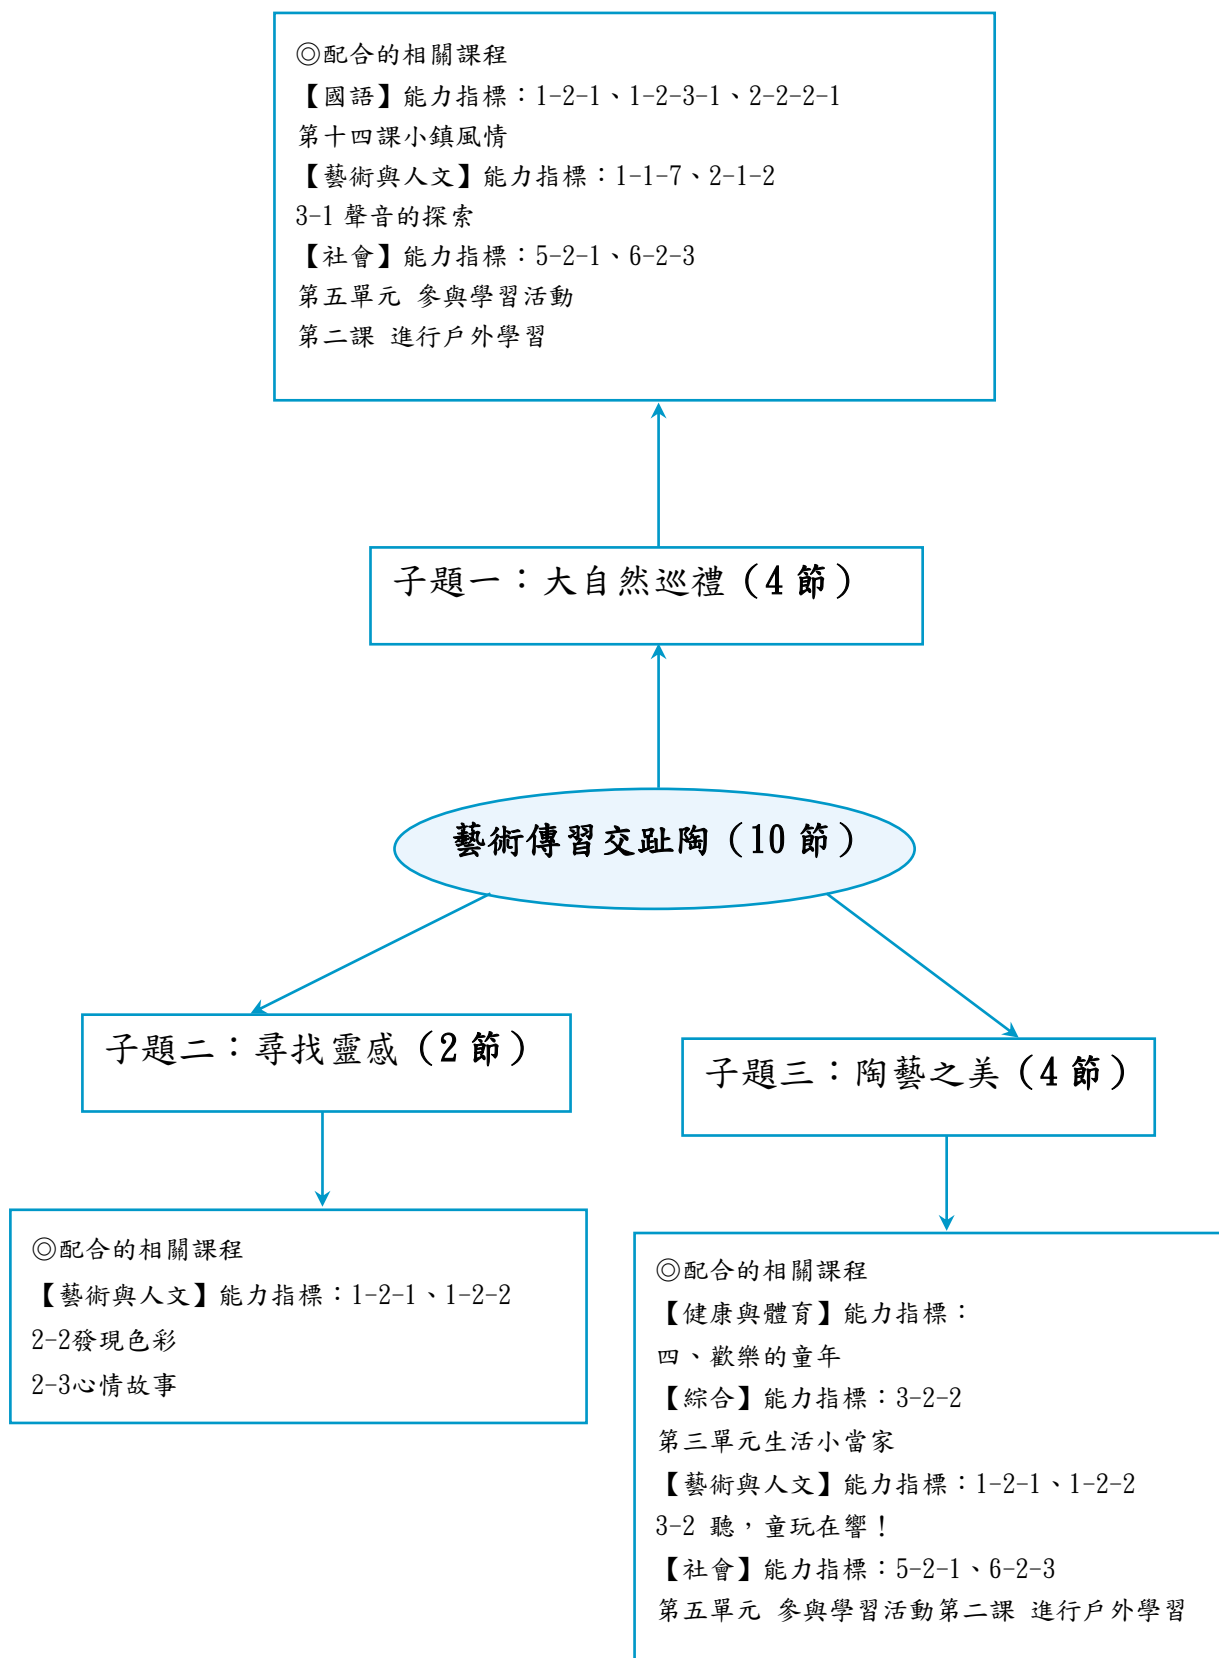 ◎配合的相關課程
【國語】能力指標：1-2-1、1-2-3-1、2-2-2-1
第十四課小鎮風情
【藝術與人文】能力指標：1-1-7、2-1-2
3-1 聲音的探索
【社會】能力指標：5-2-1、6-2-3
第五單元 參與學習活動
第二課 進行戶外學習
子題一：大自然巡禮（4 節）
藝術傳習交趾陶（10 節）
子題二：尋找靈感（2 節）
子題三：陶藝之美（4 節）
◎配合的相關課程
【藝術與人文】能力指標：1-2-1、1-2-2
2-2發現色彩
2-3心情故事
◎配合的相關課程
【健康與體育】能力指標：
四、歡樂的童年
【綜合】能力指標：3-2-2
第三單元生活小當家
【藝術與人文】能力指標：1-2-1、1-2-2
3-2 聽，童玩在響！
【社會】能力指標：5-2-1、6-2-3
第五單元 參與學習活動第二課 進行戶外學習